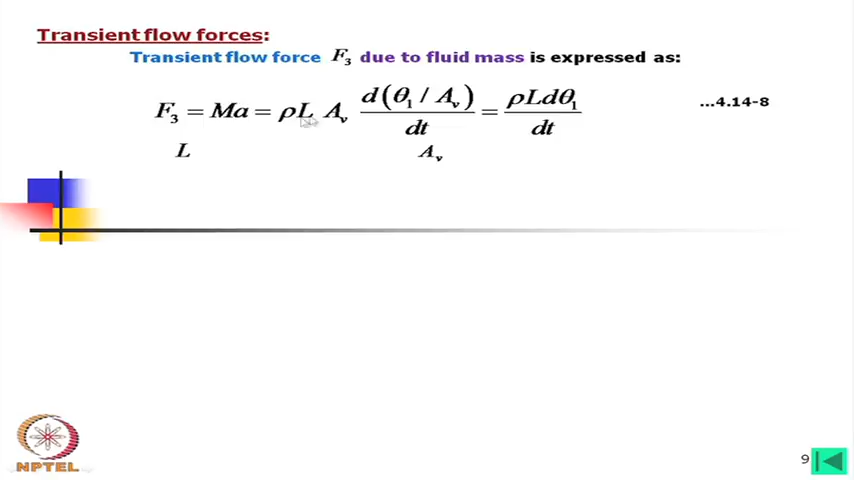 Transient flow forces:
Transient flow force F₃ due to fluid mass is expressed as:
F₃ = Ma = ρL Aᵥ d(θ₁ / Aᵥ)/dt = ρLdθ₁/dt ...4.14-8
L Aᵥ
NPTEL
9